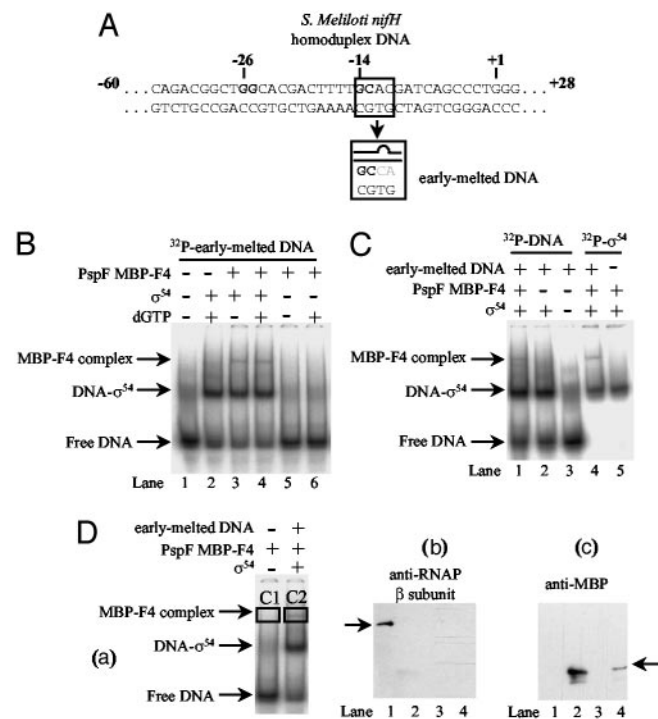 A
S. Meliloti nifH
homoduplex DNA
-60 -26 -14 +1 +28
...CAGACGGCTGGCACGACTTTTGCACGATCAGCCCTGGG...
...GTCTGCCGACCGTGCTGAAAACGTGCTAGTCGGGACCC...
GCCA
CGTG
early-melted DNA
B
32P-early-melted DNA
PspF MBP-F4 - - + + + +
σ54 - + + + - -
dGTP + + +
MBP-F4 complex
DNA-σ54
Free DNA
Lane 1 2 3 4 5 6
C
32P-DNA 32P-σ54
early-melted DNA + + + + -
PspF MBP-F4 + - - + +
σ54 + + - + +
MBP-F4 complex
DNA-σ54
Free DNA
Lane 1 2 3 4 5
D
early-melted DNA - +
PspF MBP-F4 + +
σ54 - +
C1 C2
MBP-F4 complex
(a)
DNA-σ54
Free DNA
(b)
anti-RNAP
β subunit
Lane 1 2 3 4
(c)
anti-MBP
Lane 1 2 3 4